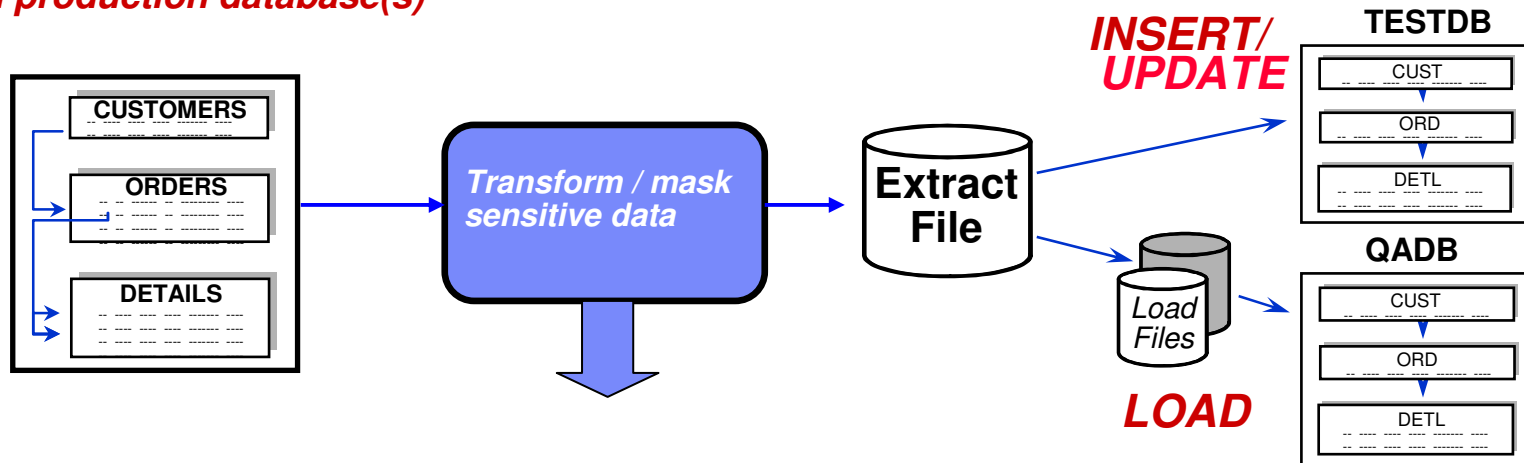 production database(s)
CUSTOMERS
ORDERS
DETAILS
Transform / mask
sensitive data
Extract
File
INSERT/
UPDATE
TESTDB
CUST
ORD
DETL
Load
Files
LOAD
QADB
CUST
ORD
DETL